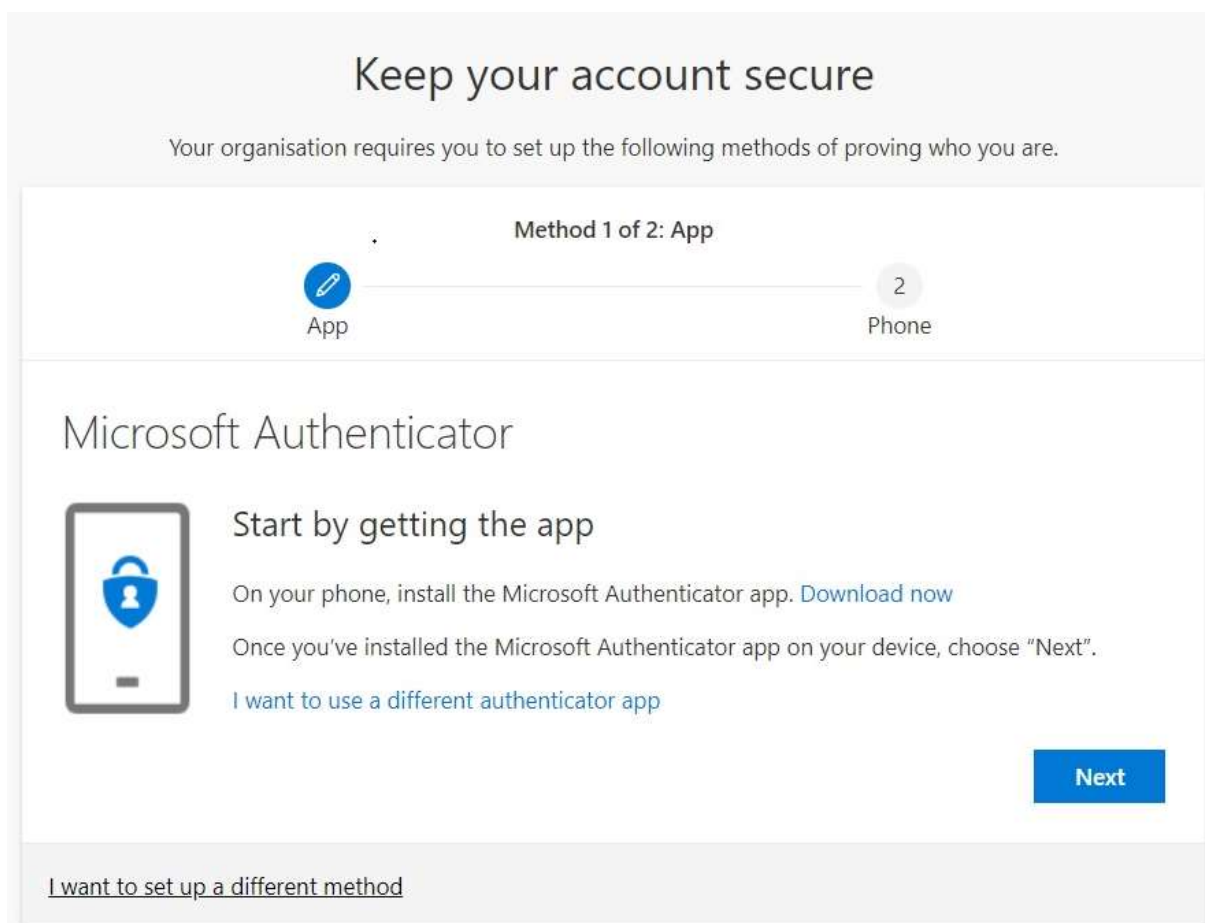 Keep your account secure
Your organisation requires you to set up the following methods of proving who you are.
Method 1 of 2: App
2
App
Phone
Microsoft Authenticator
Start by getting the app
On your phone, install the Microsoft Authenticator app. Download now
Once you've installed the Microsoft Authenticator app on your device, choose “Next”.
I want to use a different authenticator app
Next
I want to set up a different method